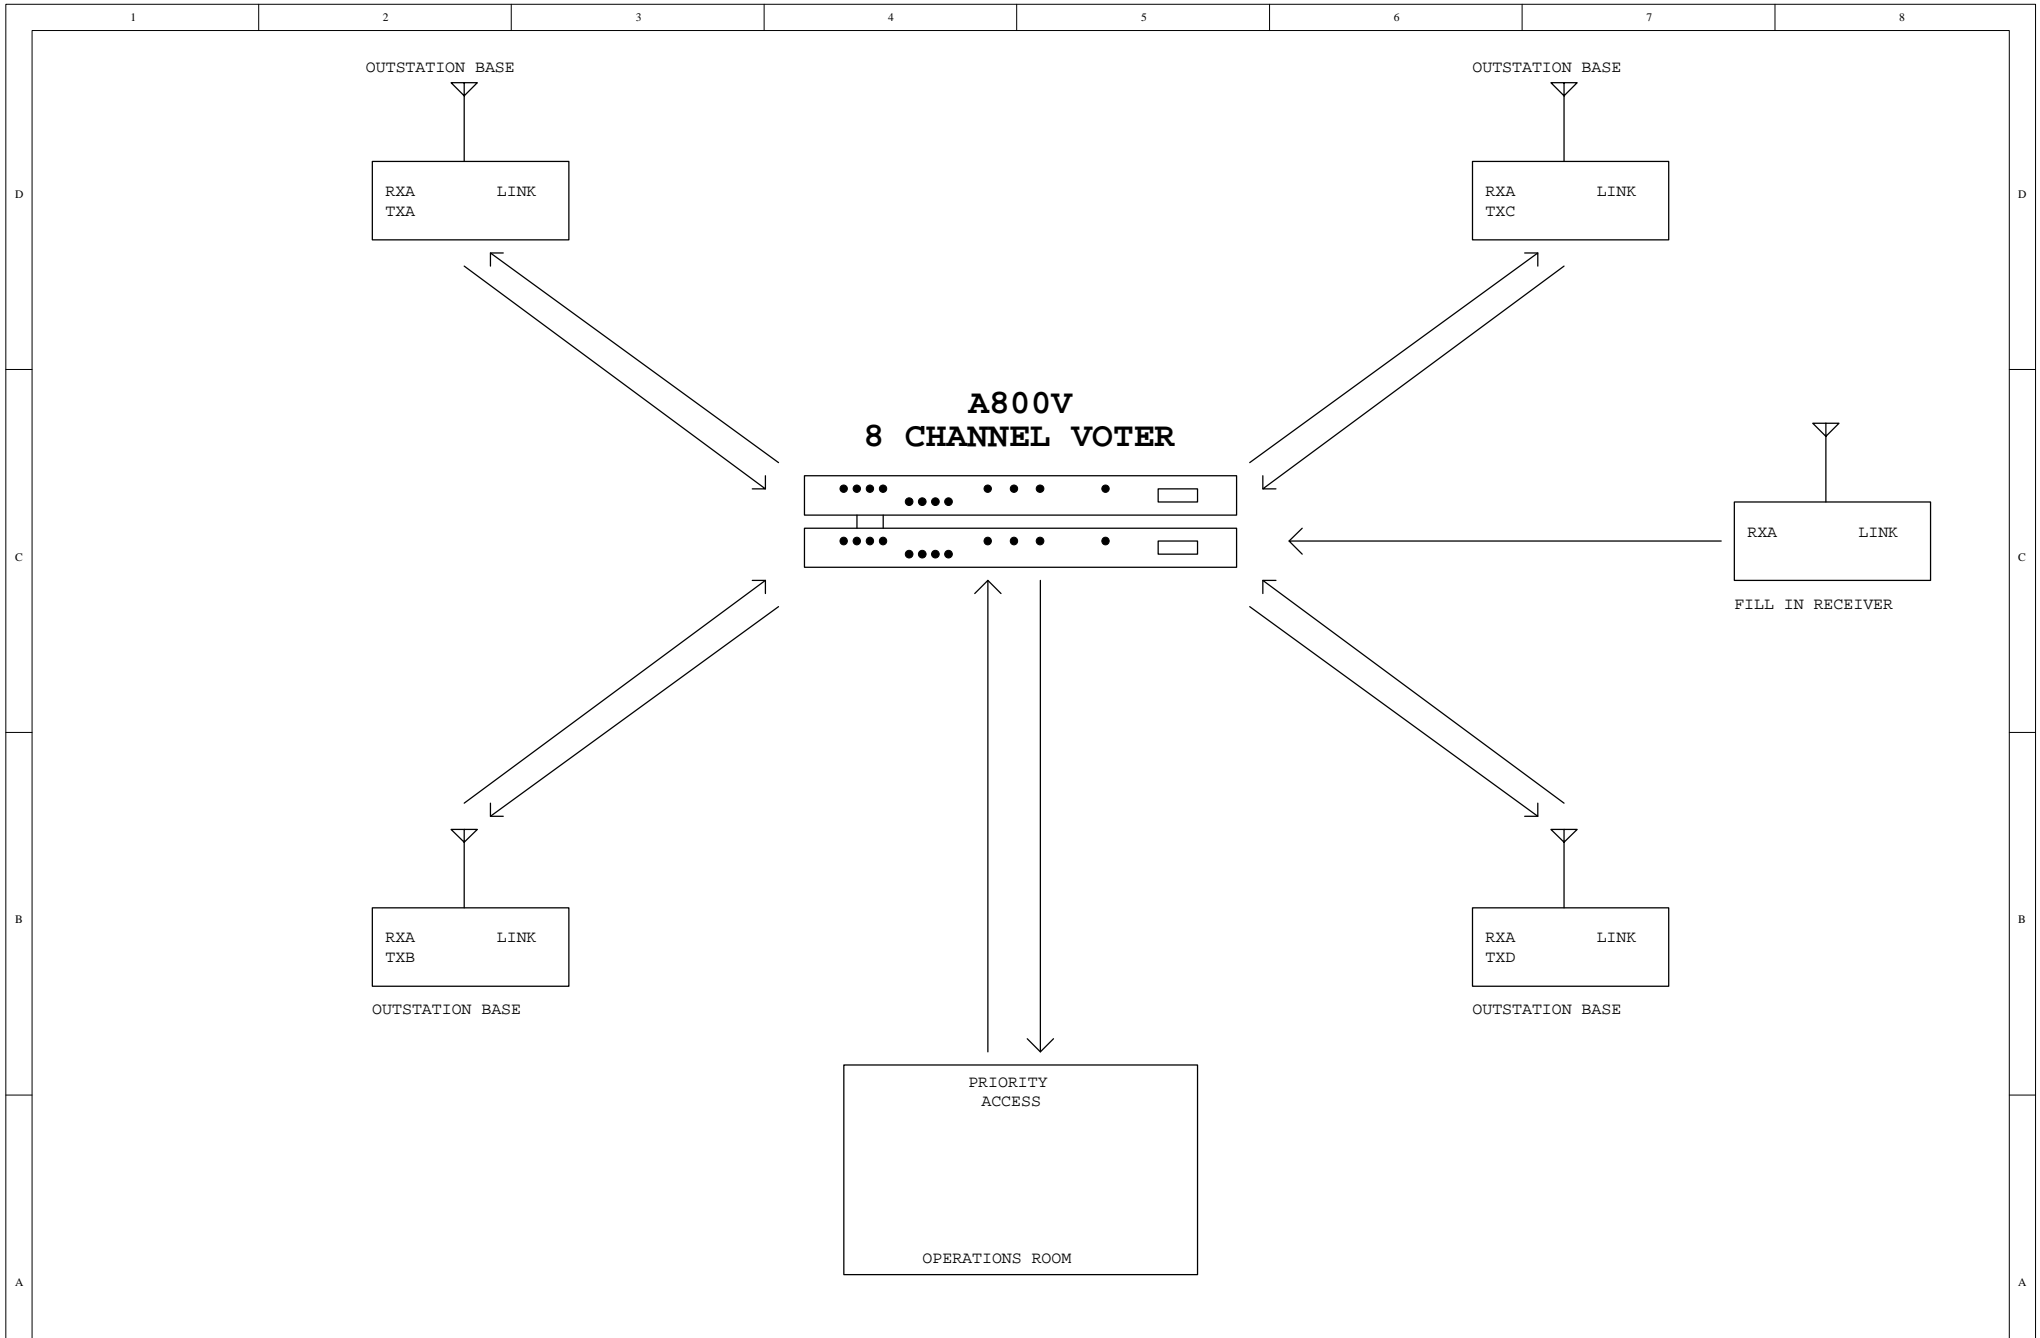 1 2 3 4 5 6 7 8
OUTSTATION BASE OUTSTATION BASE
D RXA LINK RXA LINK D
TXA TXC
A800V
8 CHANNEL VOTER
RXA LINK
C C
FILL IN RECEIVER
B RXA LINK RXA LINK B
TXB TXD
OUTSTATION BASE OUTSTATION BASE
PRIORITY
ACCESS
OPERATIONS ROOM
A A